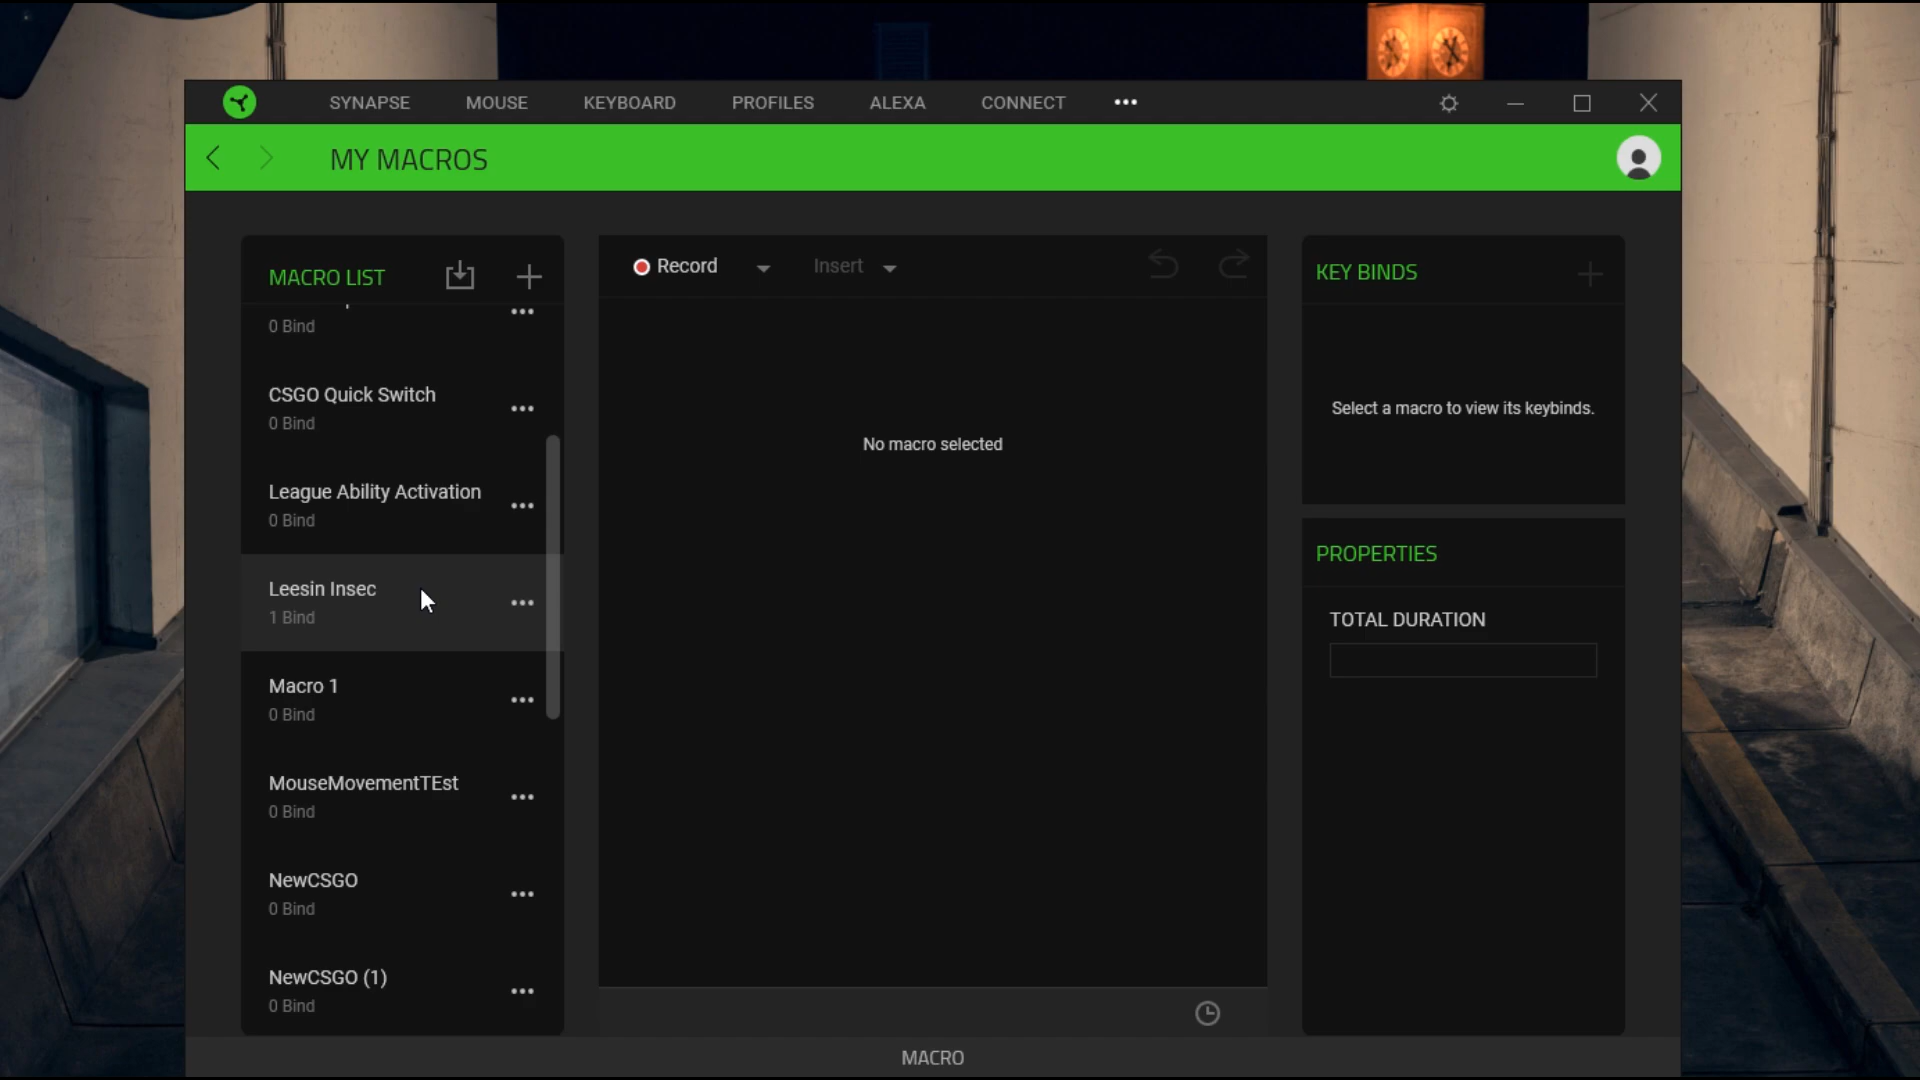 SYNAPSE MOUSE KEYBOARD PROFILES ALEXA CONNECT •••
MY MACROS
MACRO LIST
0 Bind
CSGO Quick Switch
0 Bind
League Ability Activation
0 Bind
Leesin Insec
1 Bind
Macro 1
0 Bind
MouseMovementTEst
0 Bind
NewCSGO
0 Bind
NewCSGO (1)
0 Bind
Record Insert
No macro selected
KEY BINDS
Select a macro to view its keybinds.
PROPERTIES
TOTAL DURATION
MACRO